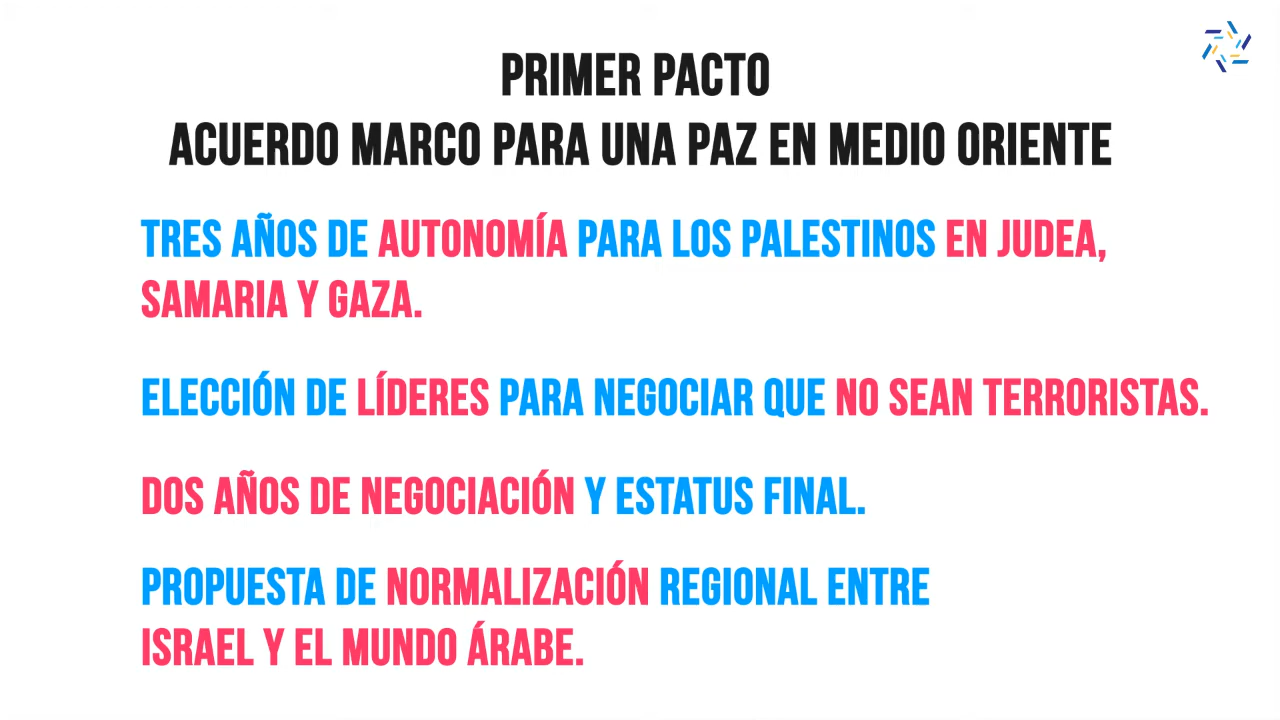 PRIMER PACTO
ACUERDO MARCO PARA UNA PAZ EN MEDIO ORIENTE
TRES AÑOS DE AUTONOMÍA PARA LOS PALESTINOS EN JUDEA,
SAMARIA Y GAZA.
ELECCIÓN DE LÍDERES PARA NEGOCIAR QUE NO SEAN TERRORISTAS.
DOS AÑOS DE NEGOCIACIÓN Y ESTATUS FINAL.
PROPUESTA DE NORMALIZACIÓN REGIONAL ENTRE
ISRAEL Y EL MUNDO ÁRABE.